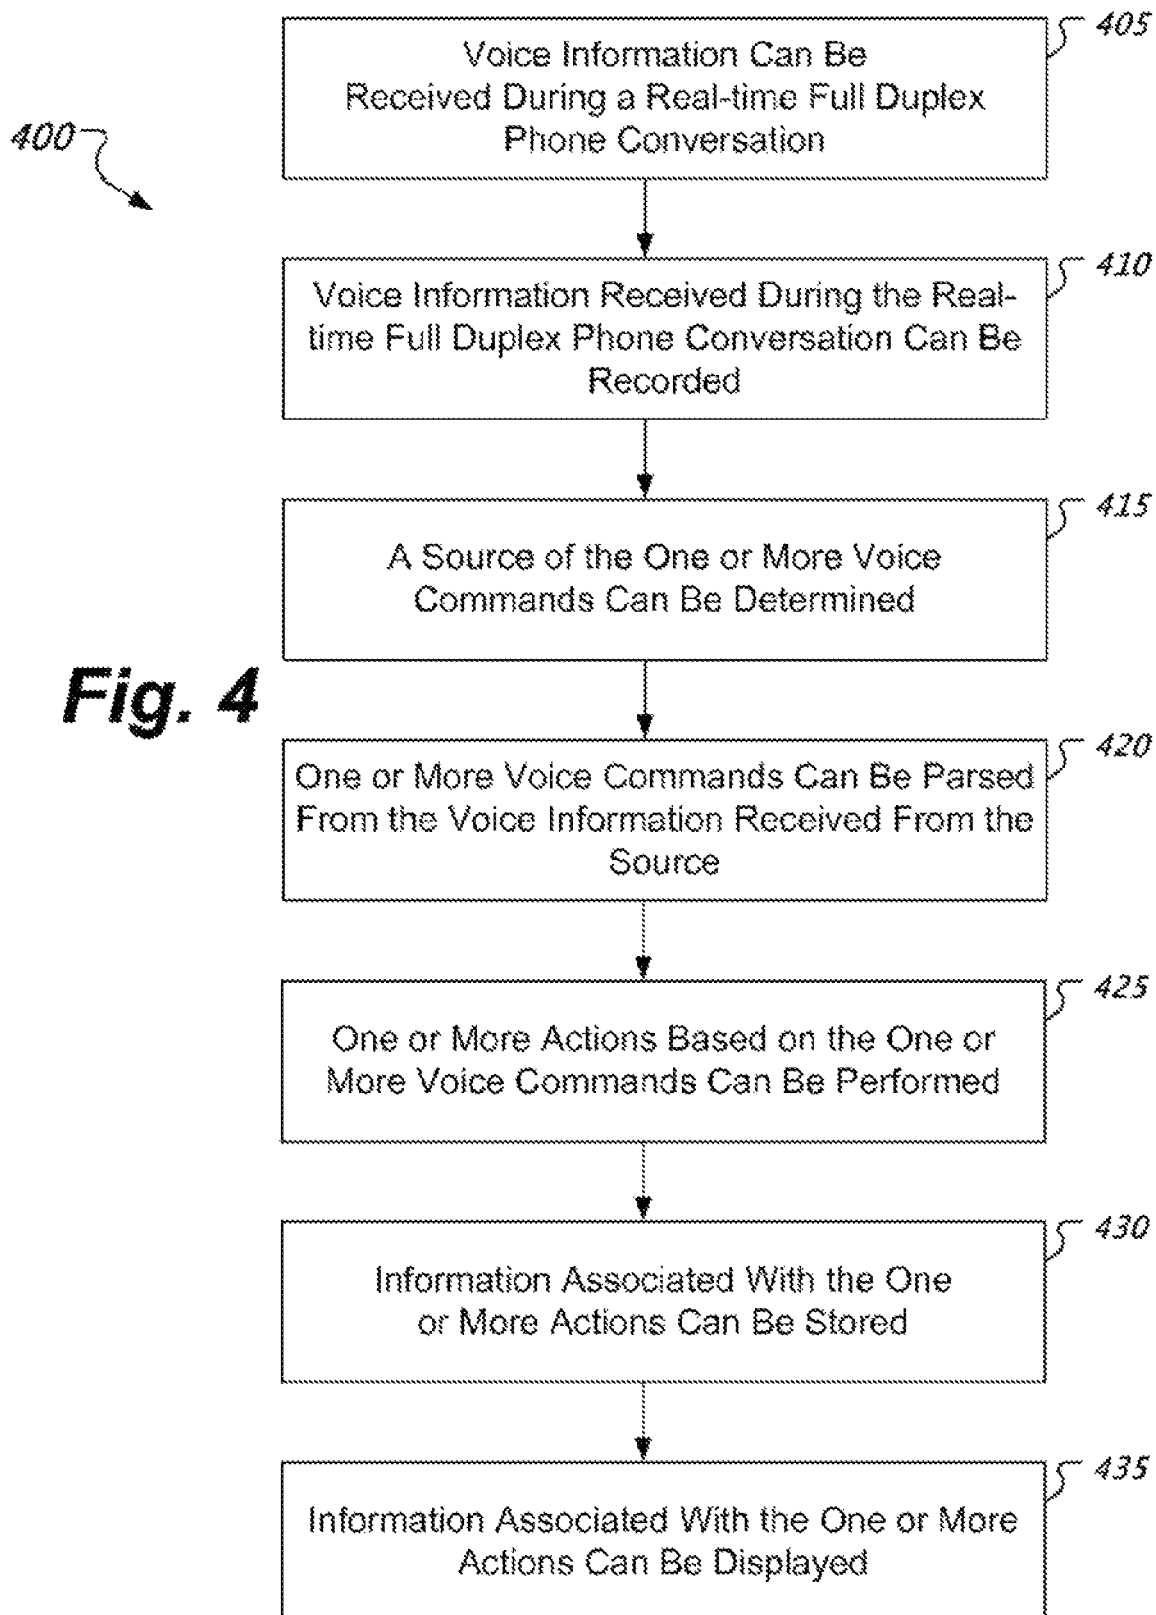 405
Voice Information Can Be
Received During a Real-time Full Duplex
Phone Conversation
400
410
Voice Information Received During the Real-
time Full Duplex Phone Conversation Can Be
Recorded
415
A Source of the One or More Voice
Commands Can Be Determined
Fig. 4
420
One or More Voice Commands Can Be Parsed
From the Voice Information Received From the
Source
425
One or More Actions Based on the One or
More Voice Commands Can Be Performed
430
Information Associated With the One
or More Actions Can Be Stored
435
Information Associated With the One or More
Actions Can Be Displayed